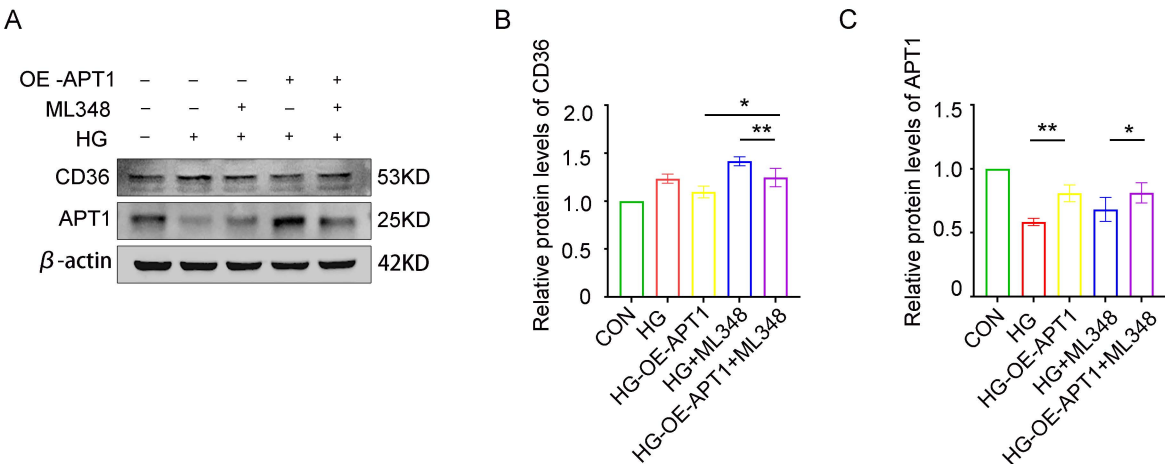 A
OE -APT1 – – – + +
ML348 – – + – +
HG – + + + +
CD36 53KD
APT1 25KD
β-actin 42KD
B
Relative protein levels of CD36
2.0
1.5
1.0
0.5
0
*
**
CON
HG
HG-OE-APT1
HG+ML348
HG-OE-APT1+ML348
C
Relative protein levels of APT1
1.5
1.0
0.5
0
**
*
CON
HG
HG-OE-APT1
HG+ML348
HG-OE-APT1+ML348